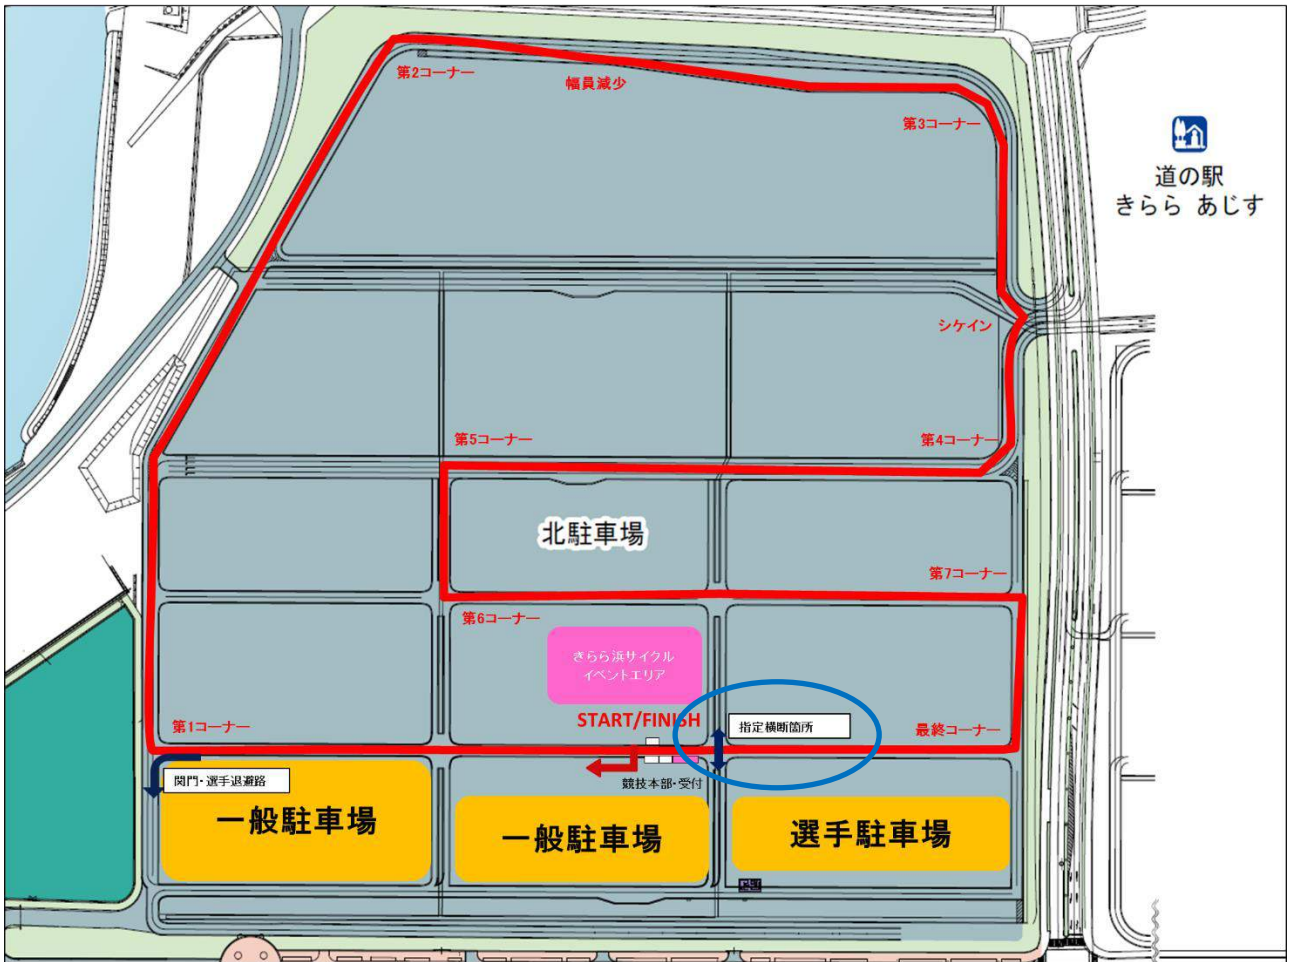 第2コーナー
幅員減少
第3コーナー
道の駅
きらら あじす
シケイン
第5コーナー
第4コーナー
北駐車場
第7コーナー
第6コーナー
きらら浜サイクル
イベントエリア
第1コーナー
START/FINISH
指定横断箇所
最終コーナー
関門・選手退避路
競技本部・受付
一般駐車場
一般駐車場
選手駐車場